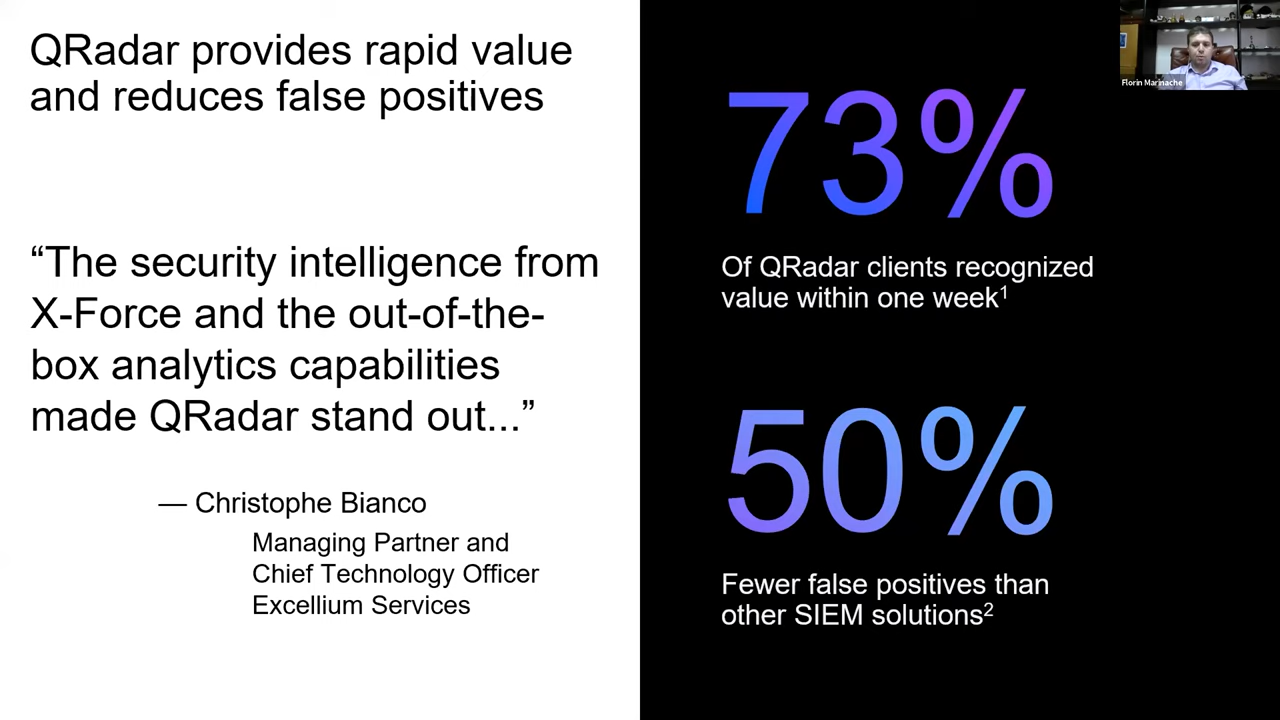 QRadar provides rapid value
and reduces false positives
“The security intelligence from
X-Force and the out-of-the-
box analytics capabilities
made QRadar stand out...”
— Christophe Bianco
Managing Partner and
Chief Technology Officer
Excellium Services
73%
Of QRadar clients recognized
value within one week¹
50%
Fewer false positives than
other SIEM solutions²
Florin Marinache